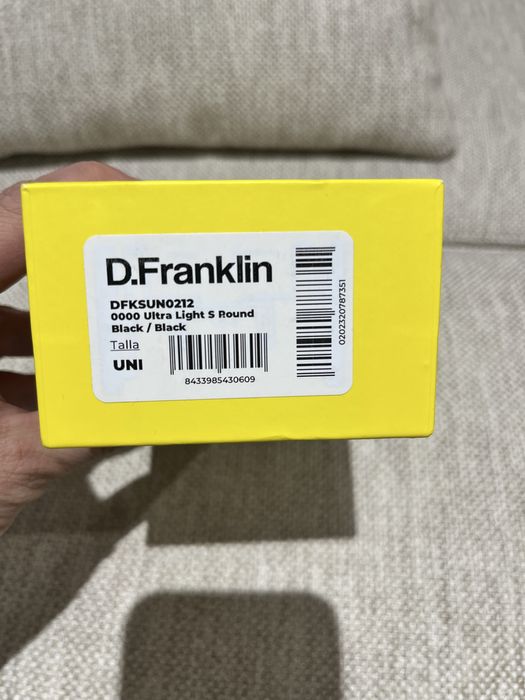 D.Franklin
DFKSUN0212
0000 Ultra Light S Round
Black / Black
Talla
UNI
8433985430609
0202320787351